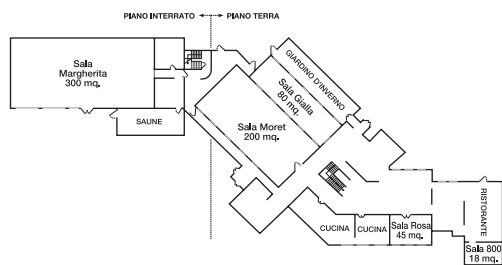 PIANO INTERRATO
PIANO TERRA
Sala
Margherita
300 mq.
SAUNE
GIARDINO D'INVERNO
Sala Gialla
80 mq.
Sala Moret
200 mq.
CUCINA
CUCINA
Sala Rosa
45 mq.
RISTORANTE
Sala 800
18 mq.